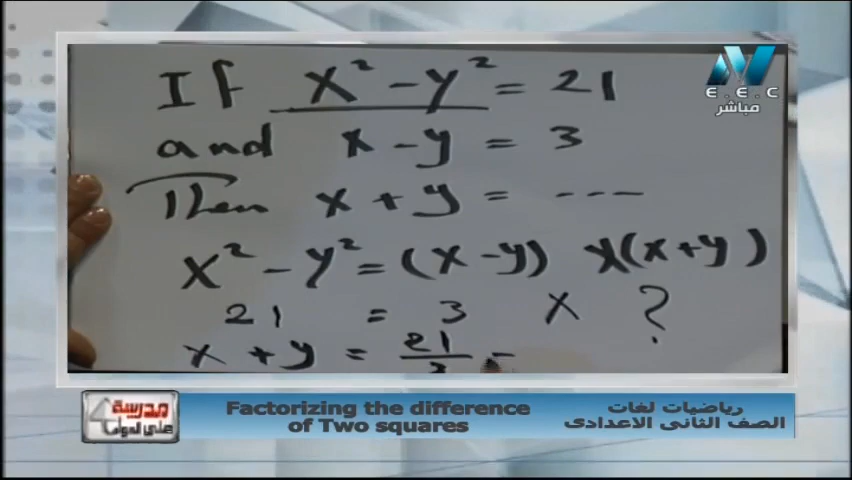 E.E.C
مباشر
If x² - y² = 21
and x - y = 3
Then x + y = ---
x² - y² = (x - y) x(x + y)
21 = 3 x ?
x + y = 21/3 =
مدرسة
على الهواء
Factorizing the difference
of Two squares
رياضيات لغات
الصف الثانى الاعدادى